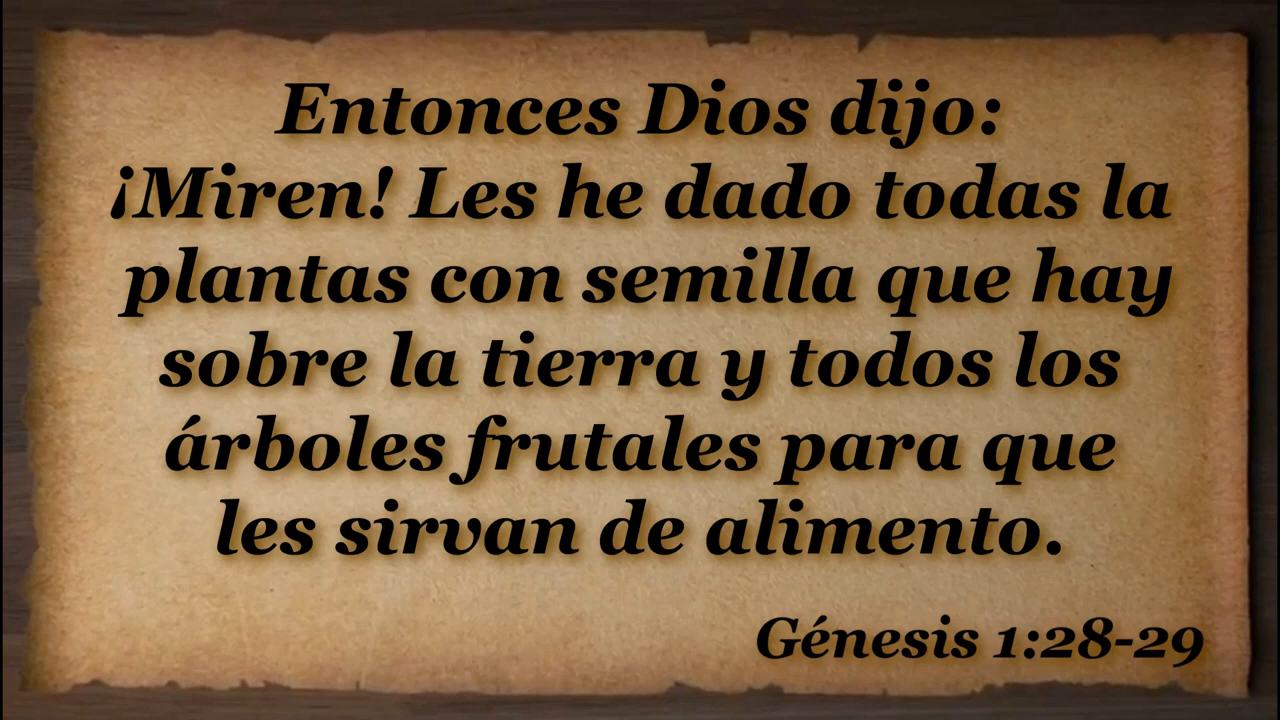 Entonces Dios dijo:
¡Miren! Les he dado todas la
plantas con semilla que hay
sobre la tierra y todos los
árboles frutales para que
les sirvan de alimento.
Génesis 1:28-29